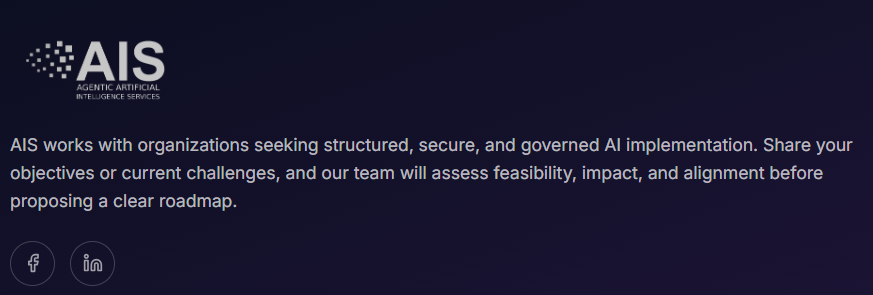 AIS
AGENTIC ARTIFICIAL
INTELLIGENCE SERVICES
AIS works with organizations seeking structured, secure, and governed AI implementation. Share your
objectives or current challenges, and our team will assess feasibility, impact, and alignment before
proposing a clear roadmap.